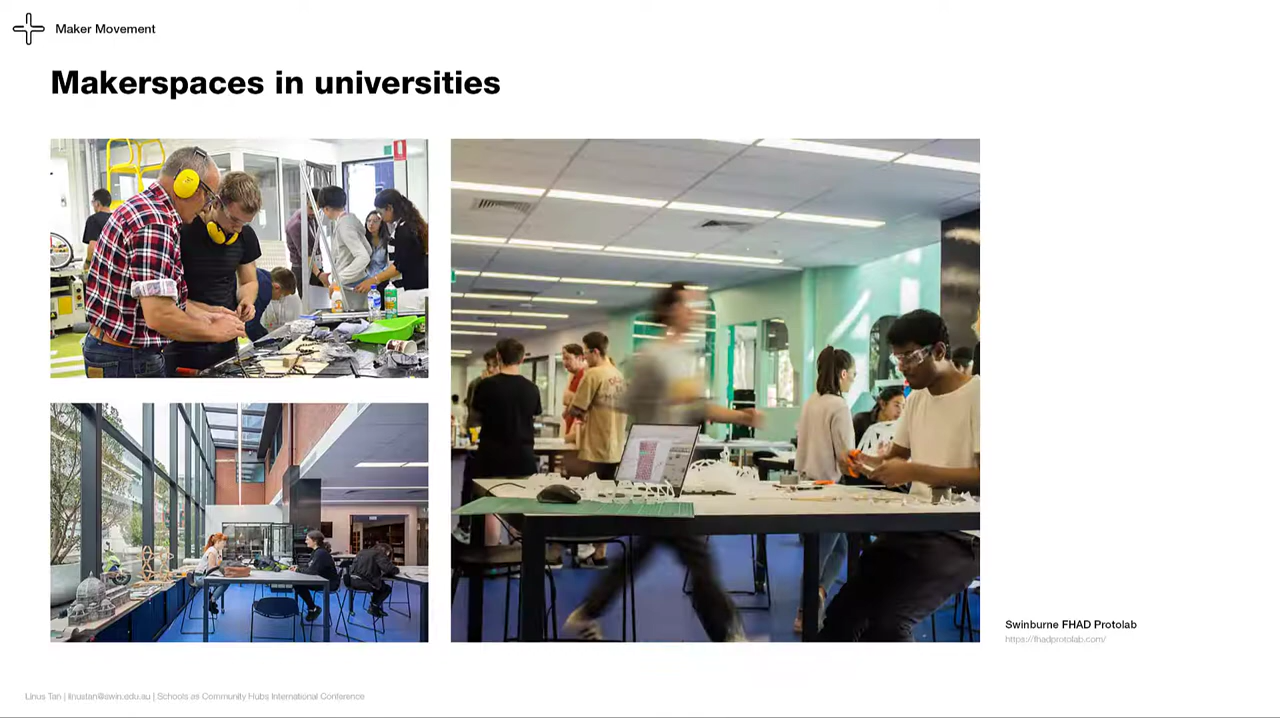 Maker Movement
Makerspaces in universities
Swinburne FHAD Protolab
https://fhadprotolab.com/
Linus Tan | linustan@swin.edu.au | Schools as Community Hubs International Conference